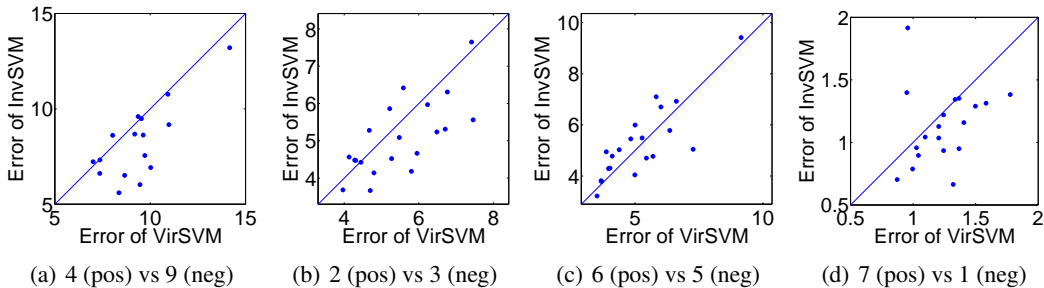 15
10
5
5 10 15
Error of InvSVM
Error of VirSVM
(a) 4 (pos) vs 9 (neg)
8
7
6
5
4
4 6 8
Error of InvSVM
Error of VirSVM
(b) 2 (pos) vs 3 (neg)
10
8
6
4
5 10
Error of InvSVM
Error of VirSVM
(c) 6 (pos) vs 5 (neg)
2
1.5
1
0.5
0.5 1 1.5 2
Error of InvSVM
Error of VirSVM
(d) 7 (pos) vs 1 (neg)